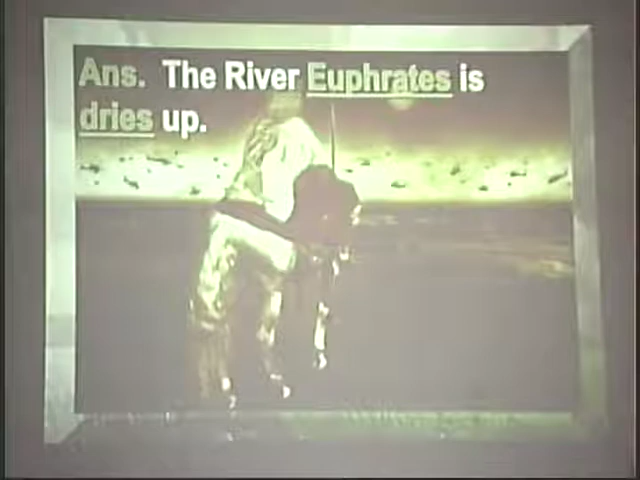 Ans. The River Euphrates is
dries up.